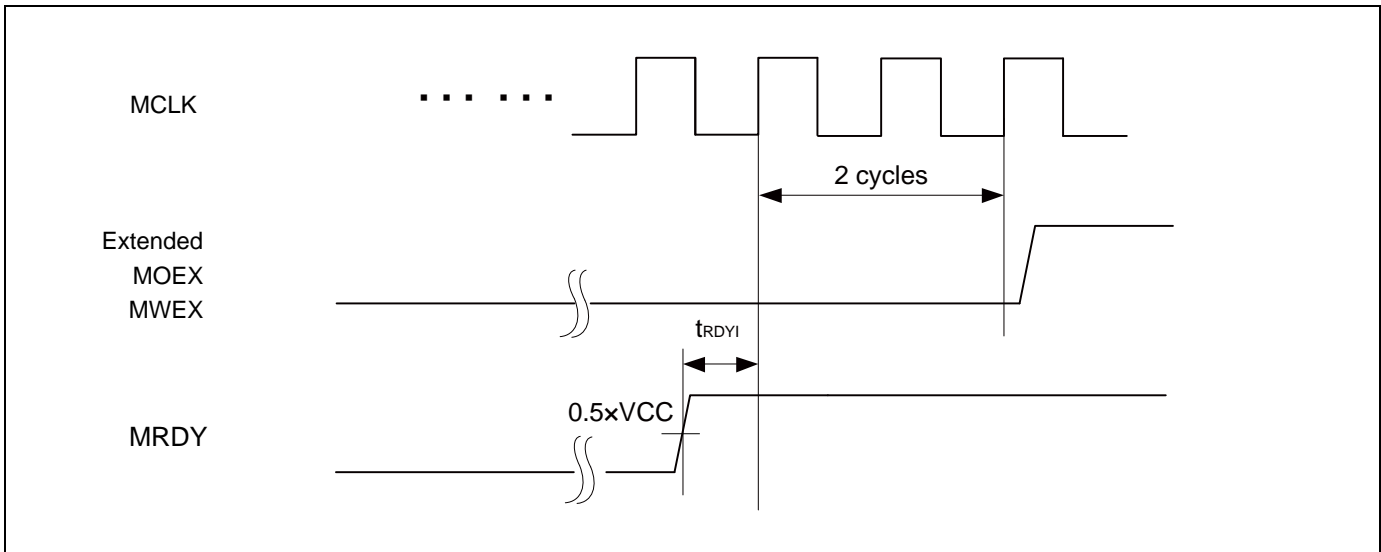 MCLK
2 cycles
Extended
MOEX
MWEX
tRDYI
0.5×VCC
MRDY